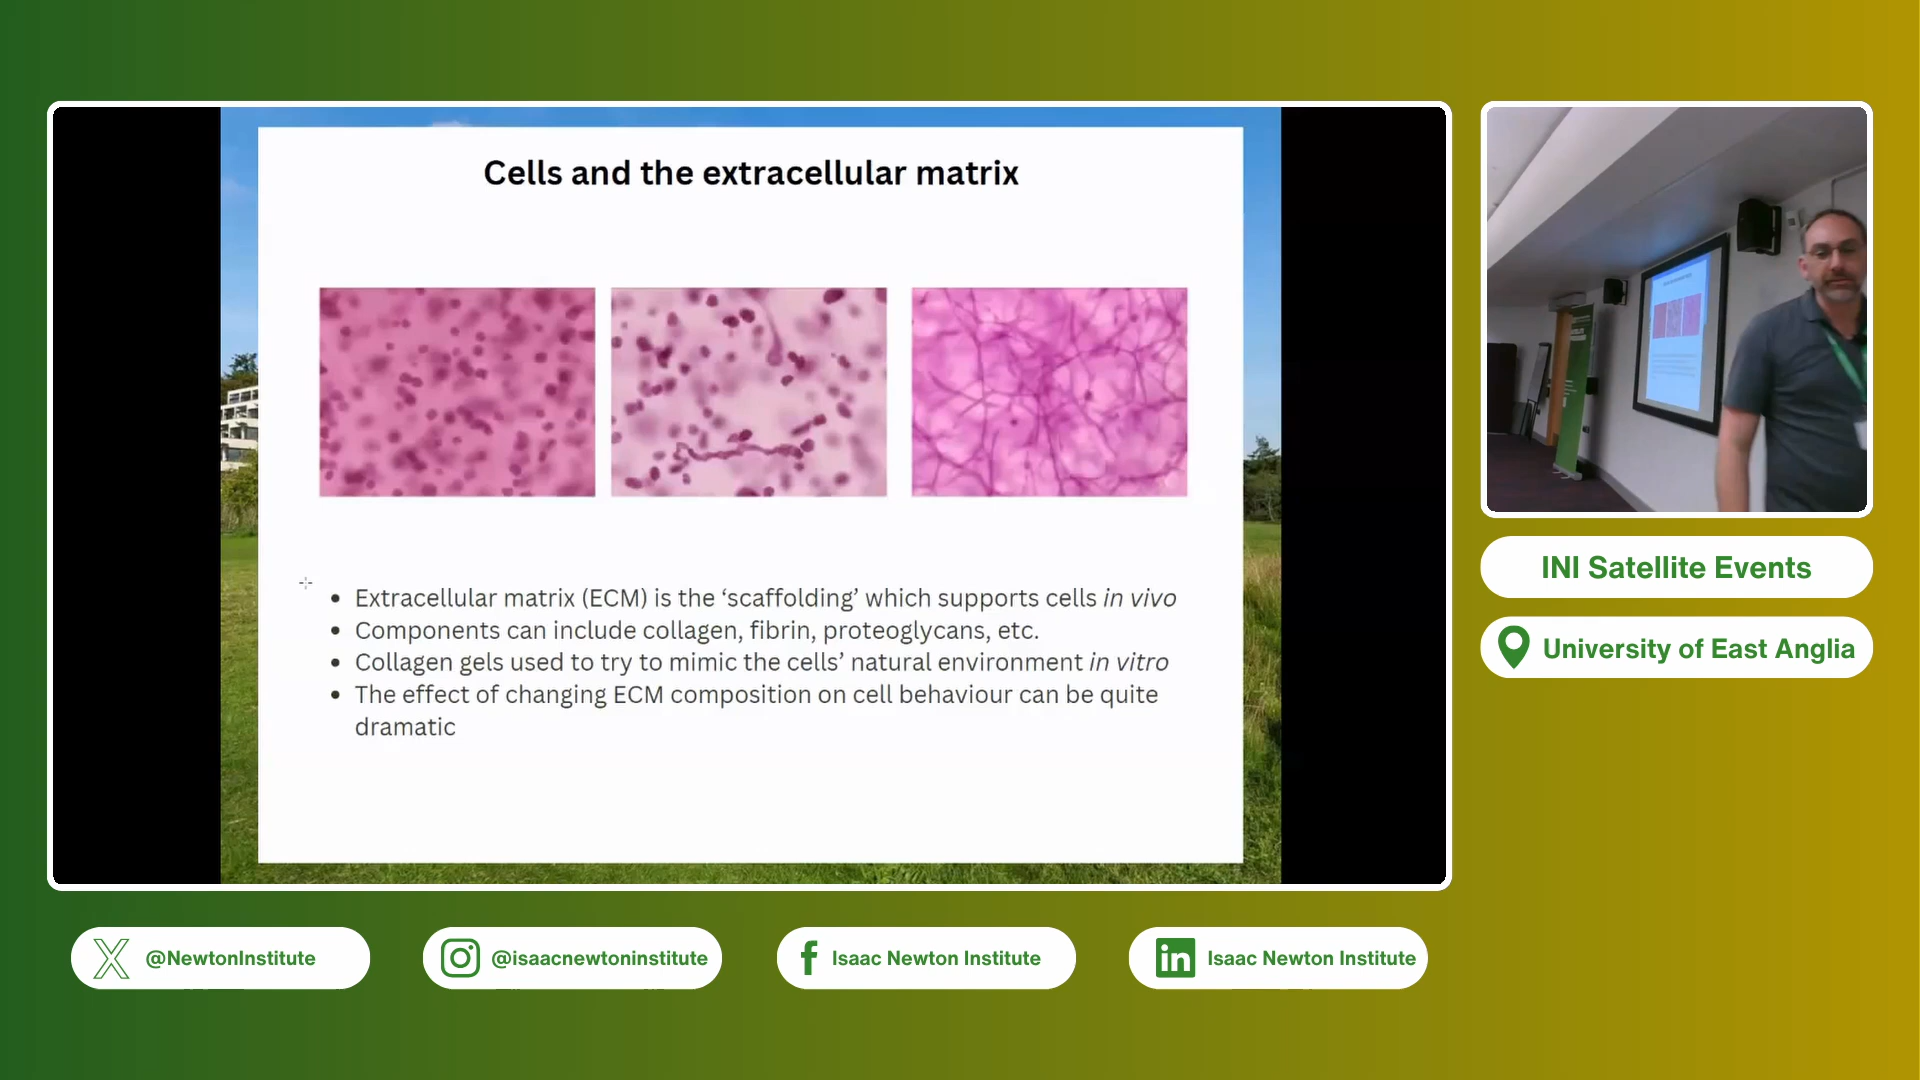 Cells and the extracellular matrix
Extracellular matrix (ECM) is the ‘scaffolding’ which supports cells in vivo
Components can include collagen, fibrin, proteoglycans, etc.
Collagen gels used to try to mimic the cells’ natural environment in vitro
The effect of changing ECM composition on cell behaviour can be quite
dramatic
INI Satellite Events
University of East Anglia
@NewtonInstitute
@isaacnewtoninstitute
Isaac Newton Institute
Isaac Newton Institute